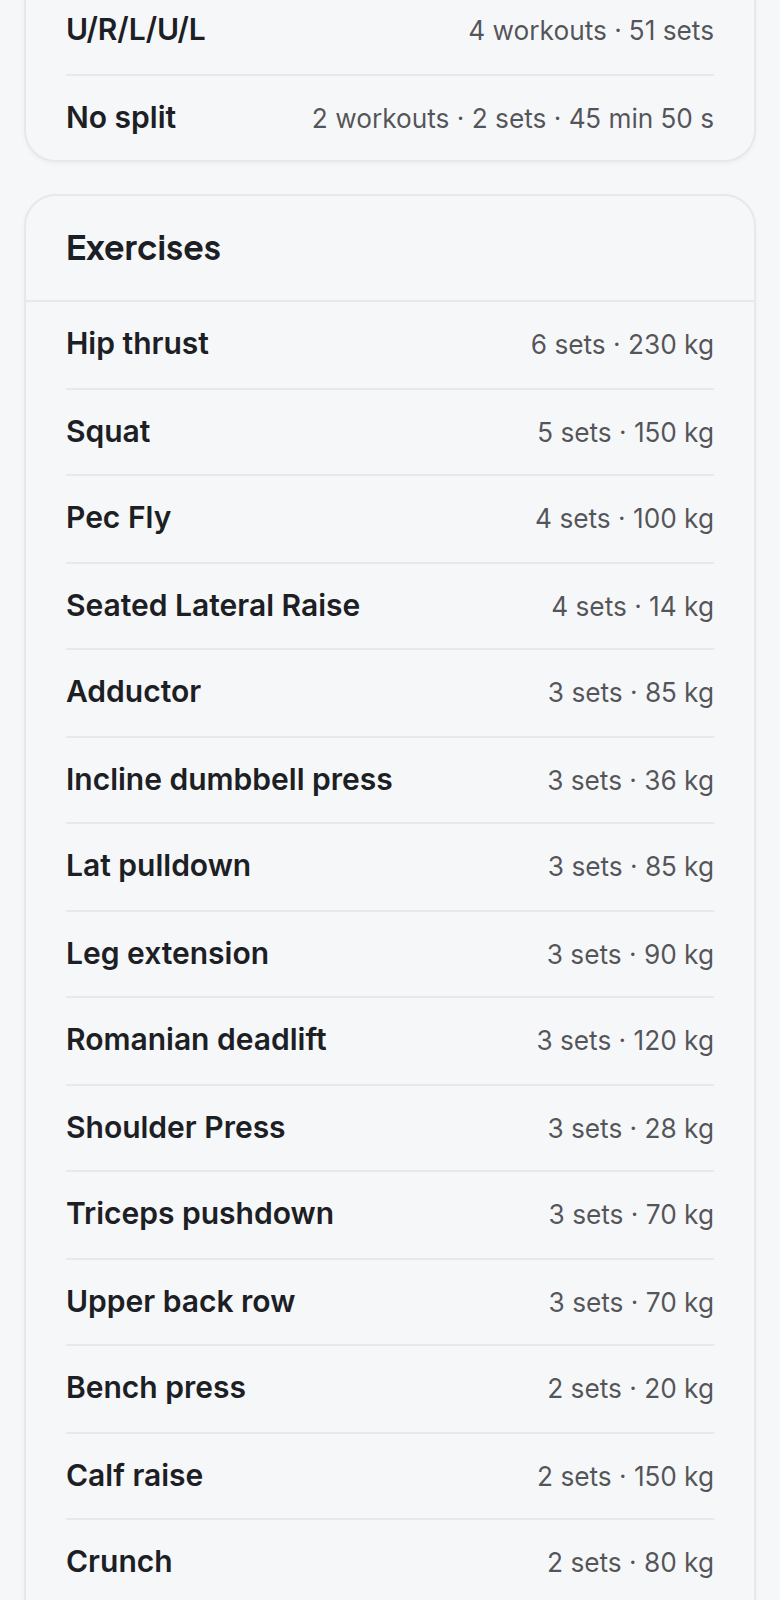 U/R/L/U/L 4 workouts · 51 sets
No split 2 workouts · 2 sets · 45 min 50 s
Exercises
Hip thrust 6 sets · 230 kg
Squat 5 sets · 150 kg
Pec Fly 4 sets · 100 kg
Seated Lateral Raise 4 sets · 14 kg
Adductor 3 sets · 85 kg
Incline dumbbell press 3 sets · 36 kg
Lat pulldown 3 sets · 85 kg
Leg extension 3 sets · 90 kg
Romanian deadlift 3 sets · 120 kg
Shoulder Press 3 sets · 28 kg
Triceps pushdown 3 sets · 70 kg
Upper back row 3 sets · 70 kg
Bench press 2 sets · 20 kg
Calf raise 2 sets · 150 kg
Crunch 2 sets · 80 kg